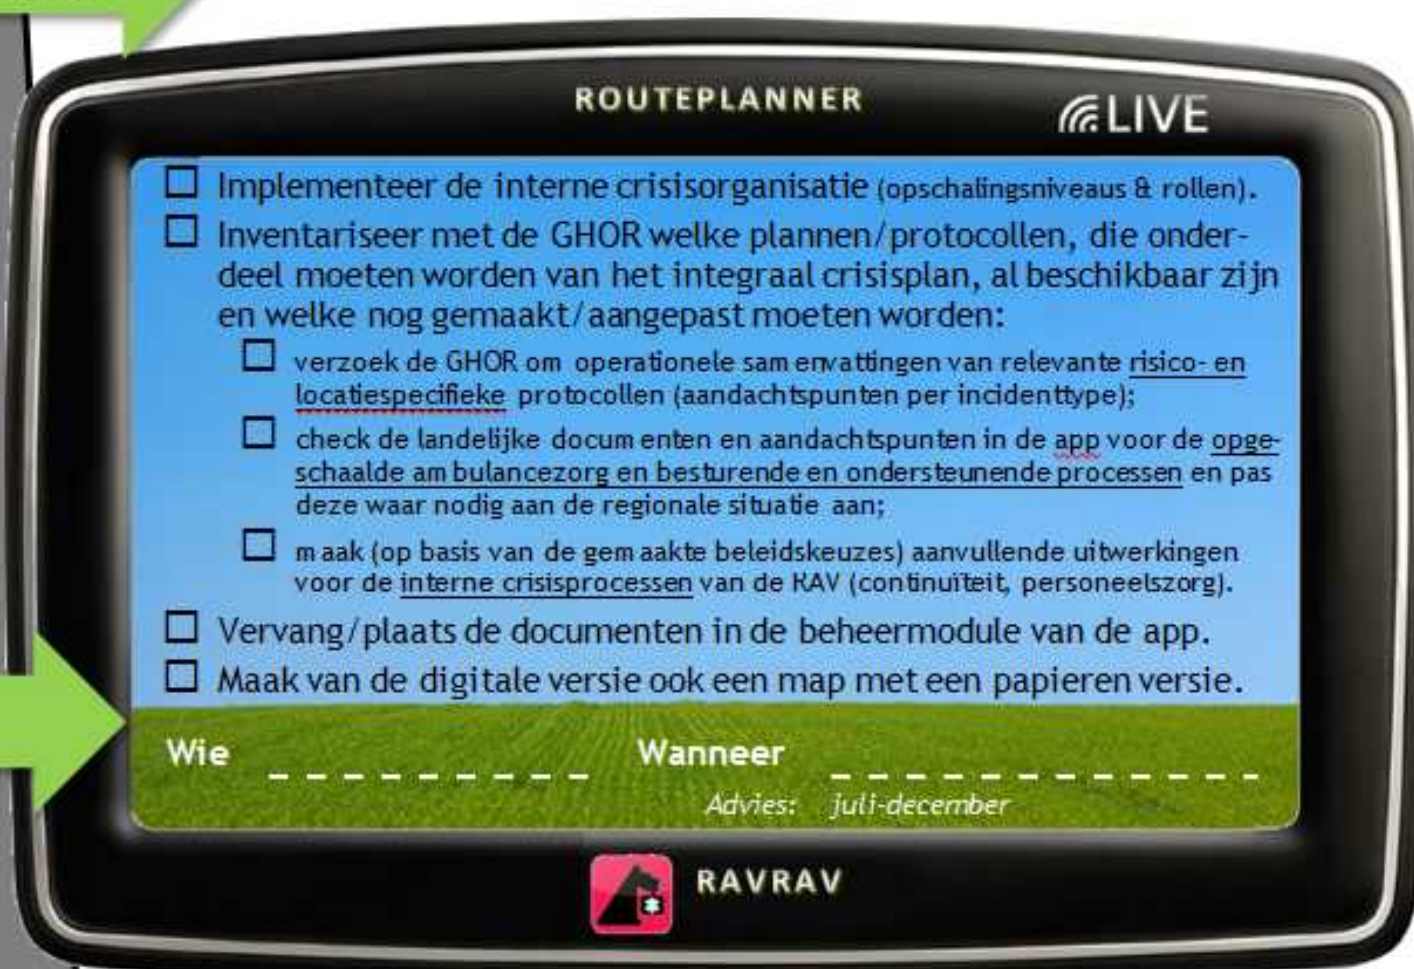 ROUTEPLANNER
LIVE
☐ Implementeer de interne crisisorganisatie (opschalingsniveaus & rollen).
☐ Inventariseer met de GHOR welke plannen/protocollen, die onder-
deel moeten worden van het integraal crisisplan, al beschikbaar zijn
en welke nog gemaakt/aangepast moeten worden:
☐ verzoek de GHOR om operationele samenvattingen van relevante risico- en
locatiespecifieke protocollen (aandachtspunten per incidenttype);
☐ check de landelijke documenten en aandachtspunten in de app voor de opge-
schaalde ambulancezorg en besturende en ondersteunende processen en pas
deze waar nodig aan de regionale situatie aan;
☐ maak (op basis van de gemaakte beleidskeuzes) aanvullende uitwerkingen
voor de interne crisisprocessen van de RAV (continuïteit, personeelszorg).
☐ Vervang/plaats de documenten in de beheermodule van de app.
☐ Maak van de digitale versie ook een map met een papieren versie.
Wie _ _ _ _ _ _ _ _ _ Wanneer _ _ _ _ _ _ _ _ _ _ _ _
Advies: juli-december
RAVRAV